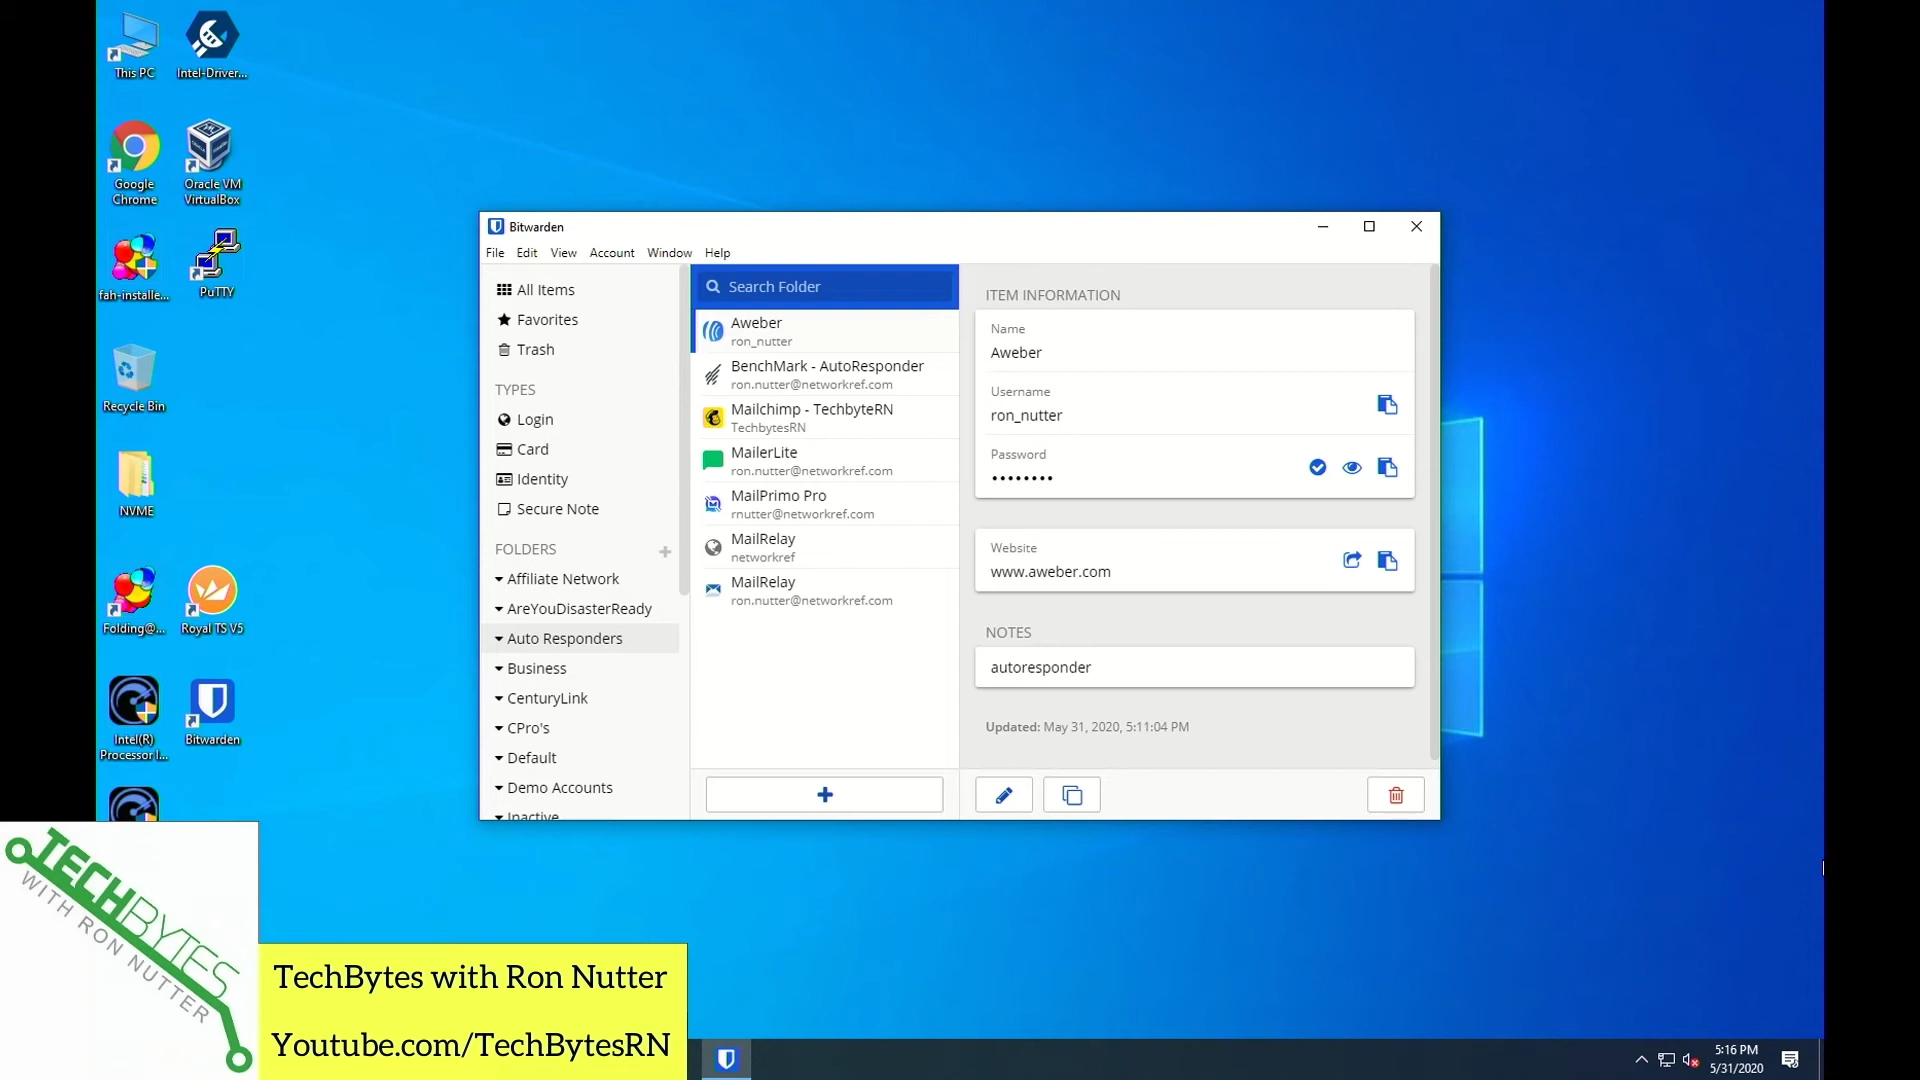 This PC
Intel-Driver...
Google
Chrome
Oracle VM
VirtualBox
fah-installe...
PuTTY
Recycle Bin
NVME
Folding@...
Royal TS V5
Intel(R)
Processor I...
Bitwarden
Bitwarden
File Edit View Account Window Help
All Items
Favorites
Trash
TYPES
Login
Card
Identity
Secure Note
FOLDERS
Affiliate Network
AreYouDisasterReady
Auto Responders
Business
CenturyLink
CPro's
Default
Demo Accounts
Inactive
Search Folder
Aweber
ron_nutter
BenchMark - AutoResponder
ron.nutter@networkref.com
Mailchimp - TechbyteRN
TechbytesRN
MailerLite
ron.nutter@networkref.com
MailPrimo Pro
rnutter@networkref.com
MailRelay
networkref
MailRelay
ron.nutter@networkref.com
ITEM INFORMATION
Name
Aweber
Username
ron_nutter
Password
••••••••
Website
www.aweber.com
NOTES
autoresponder
Updated: May 31, 2020, 5:11:04 PM
TECHBYTES
WITH RON NUTTER
TechBytes with Ron Nutter
Youtube.com/TechBytesRN
5:16 PM
5/31/2020